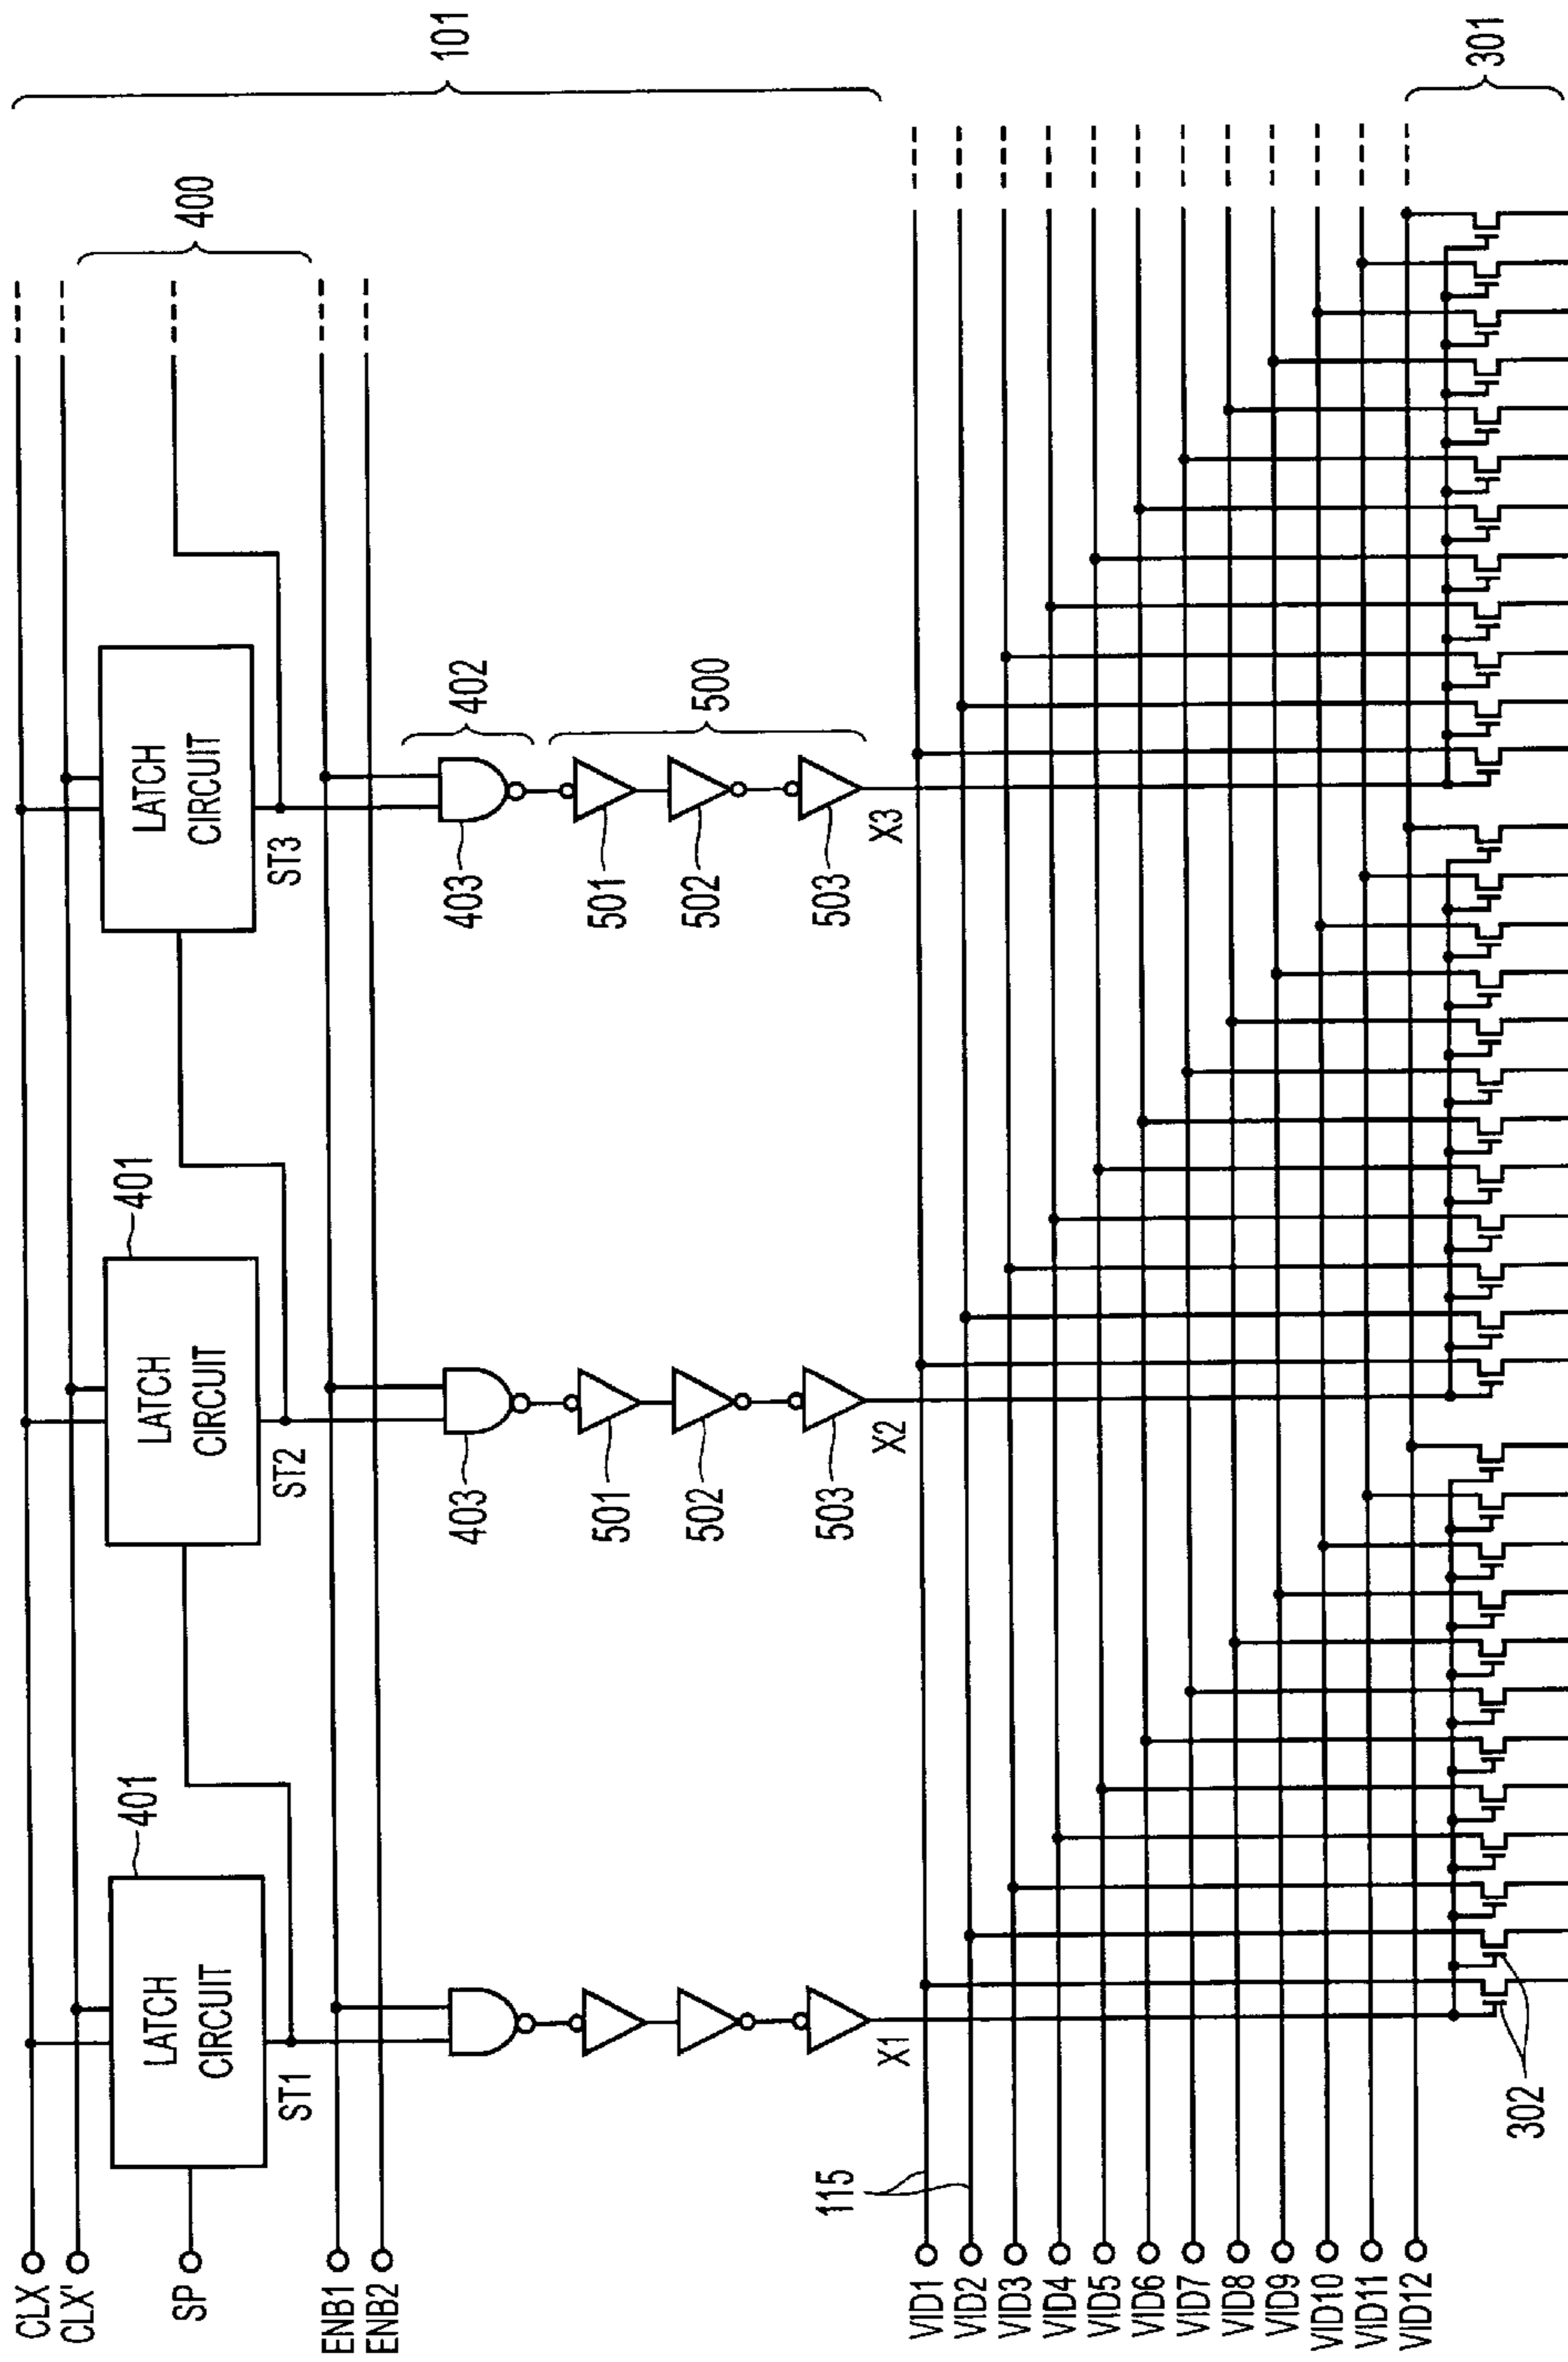 CLX
CLX'
SP
ENB1
ENB2
VID1
VID2
VID3
VID4
VID5
VID6
VID7
VID8
VID9
VID10
VID11
VID12
115
LATCH
CIRCUIT
ST1
401
X1
302
LATCH
CIRCUIT
ST2
401
403
501
502
503
X2
LATCH
CIRCUIT
ST3
403
501
502
503
X3
402
500
400
101
301